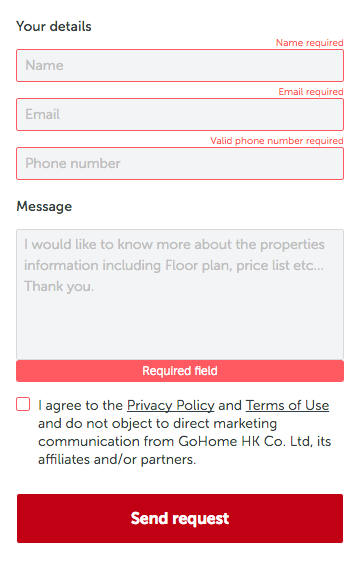 Your details
Name required
Name
Email required
Email
Valid phone number required
Phone number
Message
I would like to know more about the properties
information including Floor plan, price list etc...
Thank you.
Required field
I agree to the Privacy Policy and Terms of Use
and do not object to direct marketing
communication from GoHome HK Co. Ltd, its
affiliates and/or partners.
Send request